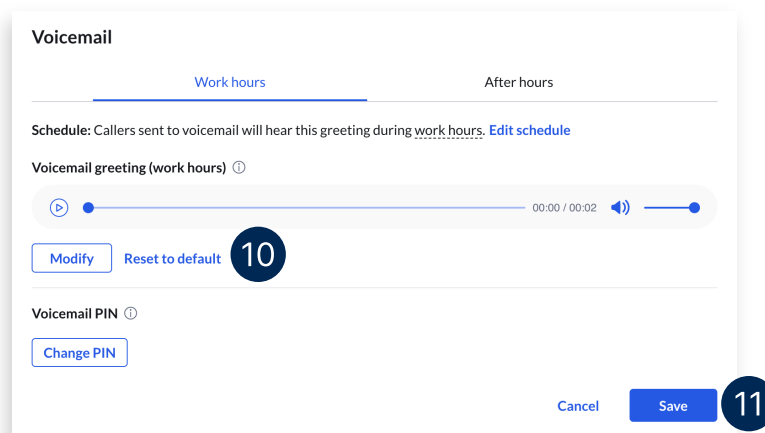 Voicemail
Work hours After hours
Schedule: Callers sent to voicemail will hear this greeting during work hours. Edit schedule
Voicemail greeting (work hours)
00:00 / 00:02
Modify Reset to default 10
Voicemail PIN
Change PIN
Cancel Save 11